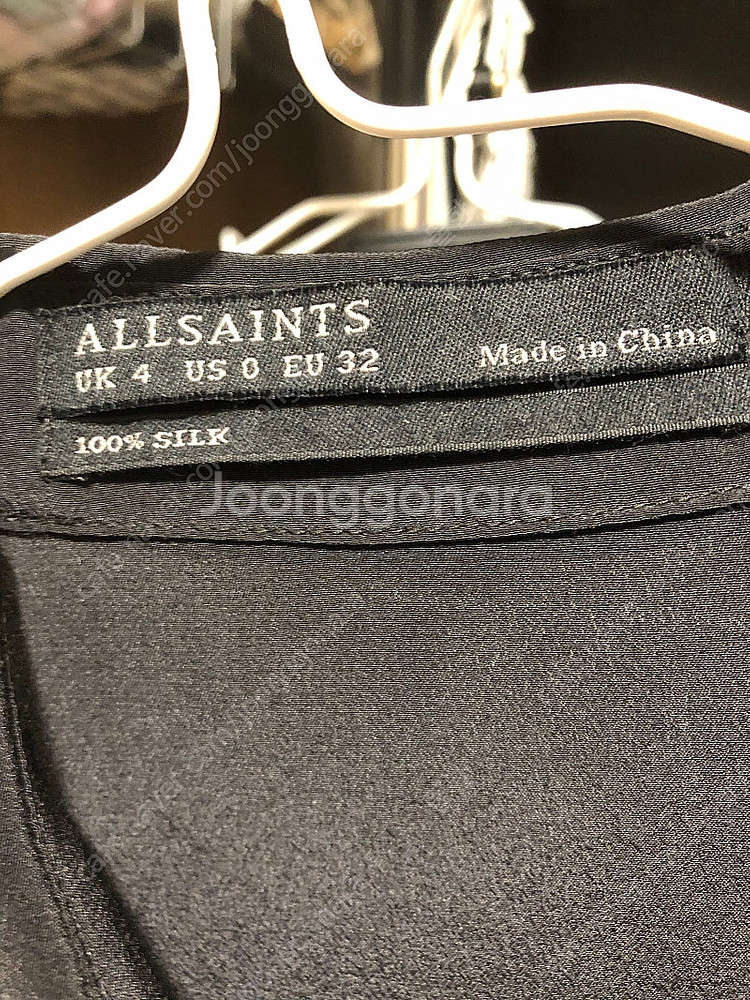 ALLSAINTS
UK 4 US 0 EU 32
Made in China
100% SILK
Joonggonara